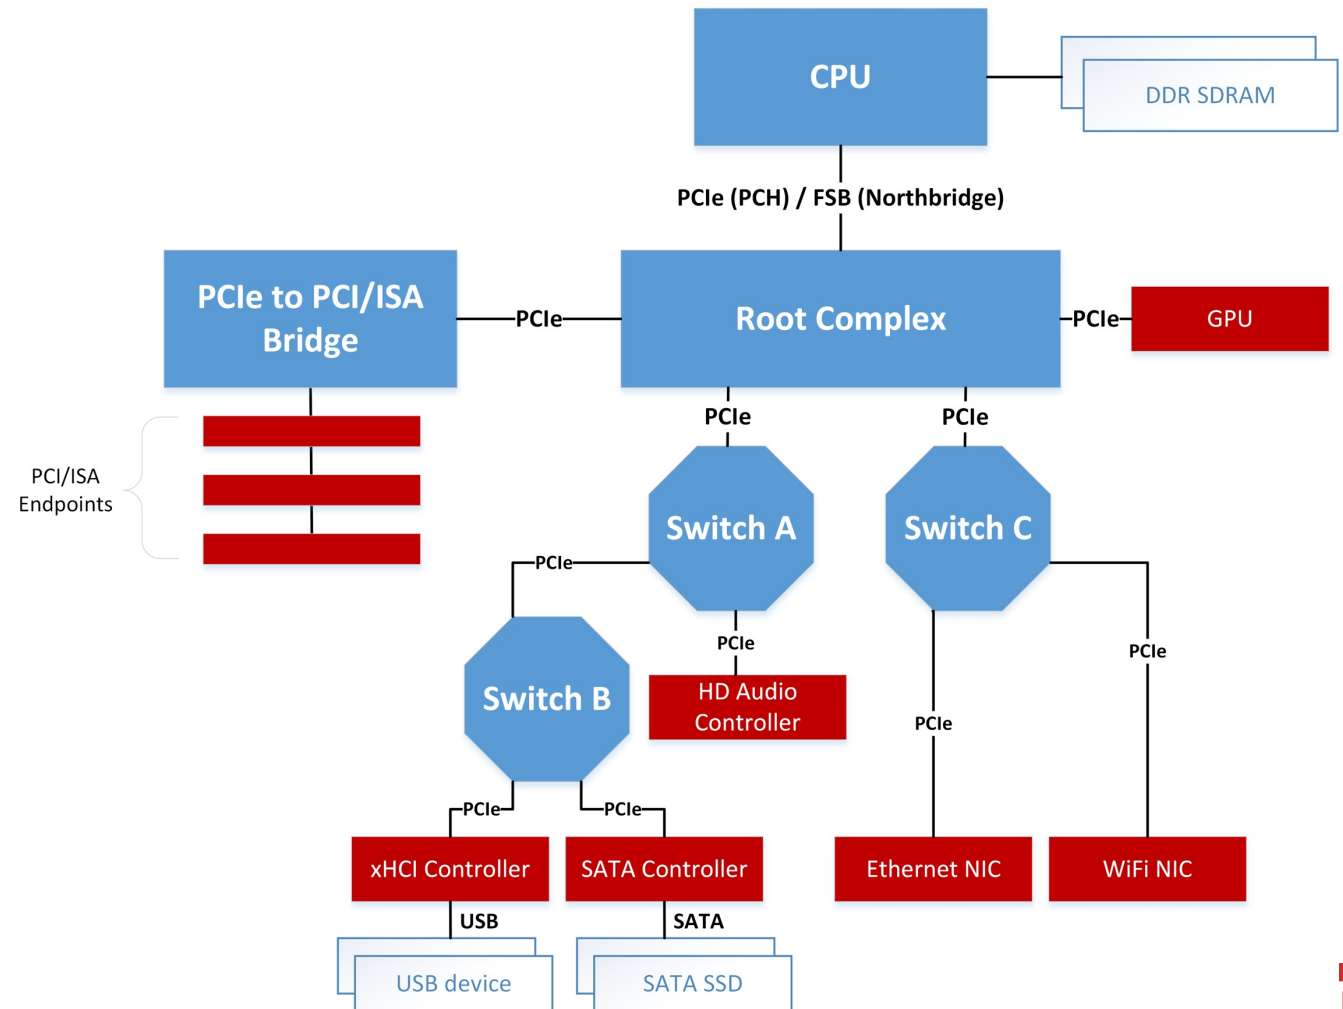 CPU
DDR SDRAM
PCIe (PCH) / FSB (Northbridge)
PCIe to PCI/ISA
Bridge
PCIe
Root Complex
PCIe
GPU
PCIe
PCIe
PCI/ISA
Endpoints
Switch A
Switch C
PCIe
PCIe
PCIe
Switch B
HD Audio
Controller
PCIe
PCIe
PCIe
xHCI Controller
SATA Controller
Ethernet NIC
WiFi NIC
USB
SATA
USB device
SATA SSD